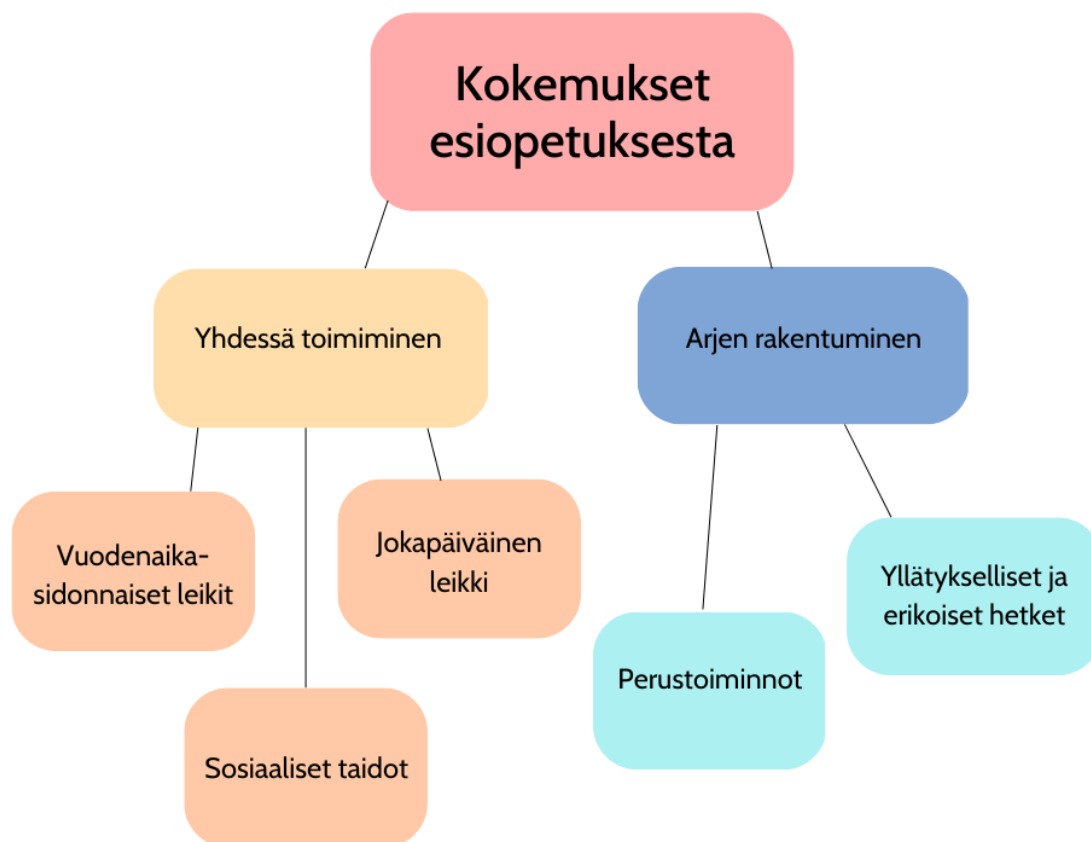 Kokemukset
esiopetuksesta
Yhdessä toimiminen
Arjen rakentuminen
Vuodenaika-
sidonnaiset leikit
Jokapäiväinen
leikki
Yllätykselliset ja
erikoiset hetket
Perustoiminnot
Sosiaaliset taidot